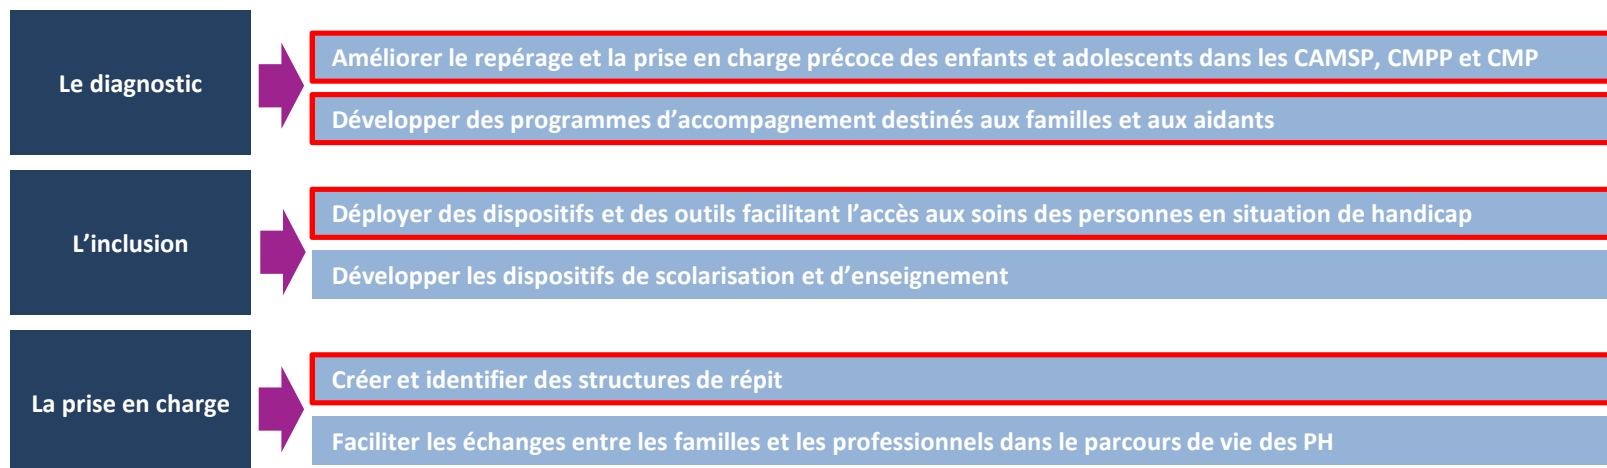 Le diagnostic
Améliorer le repérage et la prise en charge précoce des enfants et adolescents dans les CAMSP, CMPP et CMP
Développer des programmes d’accompagnement destinés aux familles et aux aidants
L’inclusion
Déployer des dispositifs et des outils facilitant l’accès aux soins des personnes en situation de handicap
Développer les dispositifs de scolarisation et d’enseignement
La prise en charge
Créer et identifier des structures de répit
Faciliter les échanges entre les familles et les professionnels dans le parcours de vie des PH